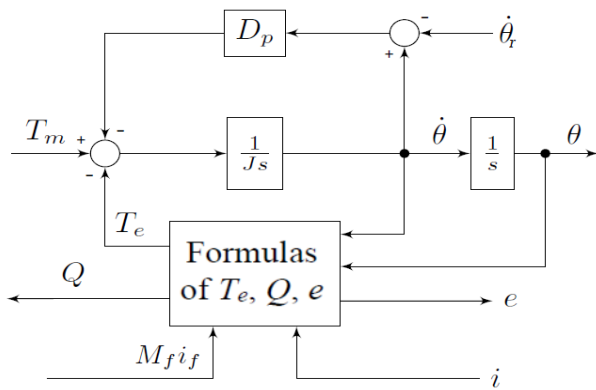 D_p
-
+
θ̇_r
-
T_m
+
-
1/Js
θ̇
1/s
θ
T_e
Formulas
of T_e, Q, e
Q
e
M_f i_f
i